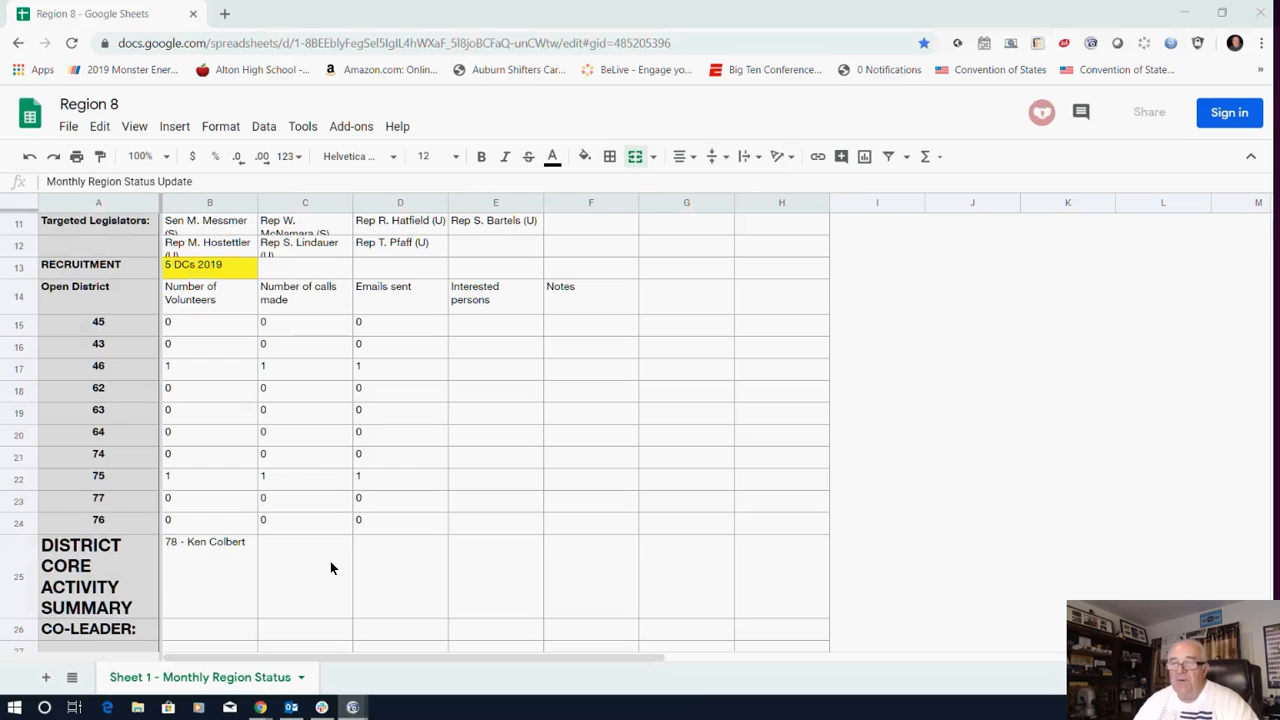 Region 8 - Google Sheets
docs.google.com/spreadsheets/d/1-8BEEblyFegSel5IgIL4hWXaF_5l8joBCFaQ-unCWtw/edit#gid=485205396
Apps 2019 Monster Ener... Alton High School -... Amazon.com: Onlin... Auburn Shifters Car... BeLive - Engage yo... Big Ten Conference... 0 Notifications Convention of States Convention of State... »
Region 8
File Edit View Insert Format Data Tools Add-ons Help
Share
Sign in
100% $ % .0 .00 123 Helvetica ... 12 B I S A Σ
fx Monthly Region Status Update
A B C D E F G H I J K L M
11 Targeted Legislators: Sen M. Messmer (S) Rep W. McNamara (S) Rep R. Hatfield (U) Rep S. Bartels (U)
12 Rep M. Hostettler (U) Rep S. Lindauer (U) Rep T. Pfaff (U)
13 RECRUITMENT 5 DCs 2019
14 Open District Number of Volunteers Number of calls made Emails sent Interested persons Notes
15 45 0 0 0
16 43 0 0 0
17 46 1 1 1
18 62 0 0 0
19 63 0 0 0
20 64 0 0 0
21 74 0 0 0
22 75 1 1 1
23 77 0 0 0
24 76 0 0 0
25 DISTRICT CORE ACTIVITY SUMMARY 78 - Ken Colbert
26 CO-LEADER:
27
Sheet 1 - Monthly Region Status